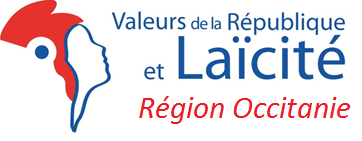 Valeurs de la République
et Laïcité
Région Occitanie